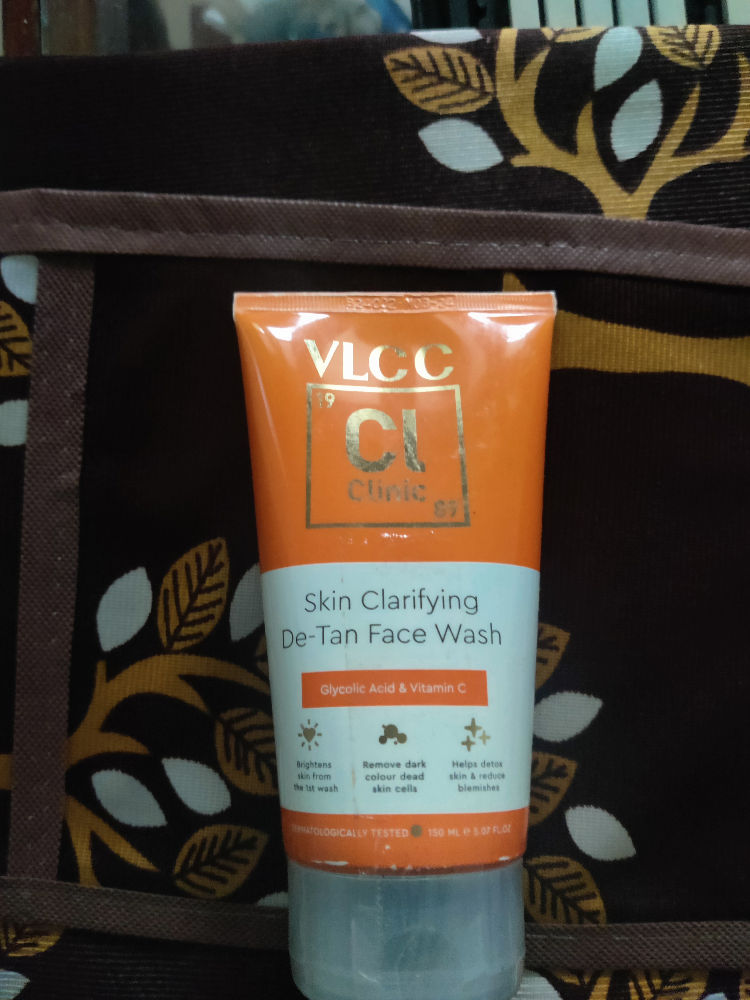 VLCC
19
Cl
Clinic
89
Skin Clarifying
De-Tan Face Wash
Glycolic Acid & Vitamin C
Brightens
skin from
the 1st wash
Remove dark
colour dead
skin cells
Helps detox
skin & reduce
blemishes
DERMATOLOGICALLY TESTED 150 ML ℮ 5.07 FL.OZ